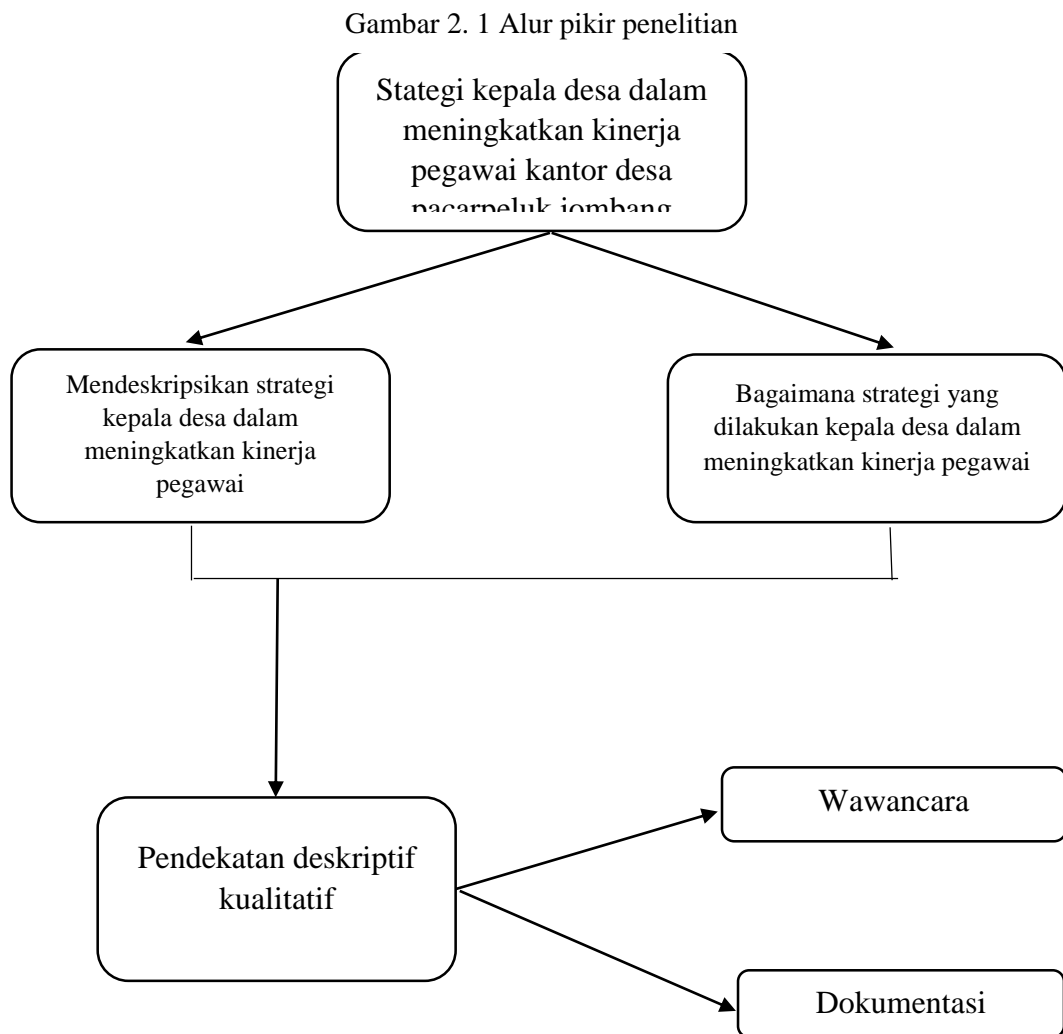 Gambar 2. 1 Alur pikir penelitian
Stategi kepala desa dalam
meningkatkan kinerja
pegawai kantor desa
pacarpeluk jombang
Mendeskripsikan strategi
kepala desa dalam
meningkatkan kinerja
pegawai
Bagaimana strategi yang
dilakukan kepala desa dalam
meningkatkan kinerja pegawai
Pendekatan deskriptif
kualitatif
Wawancara
Dokumentasi